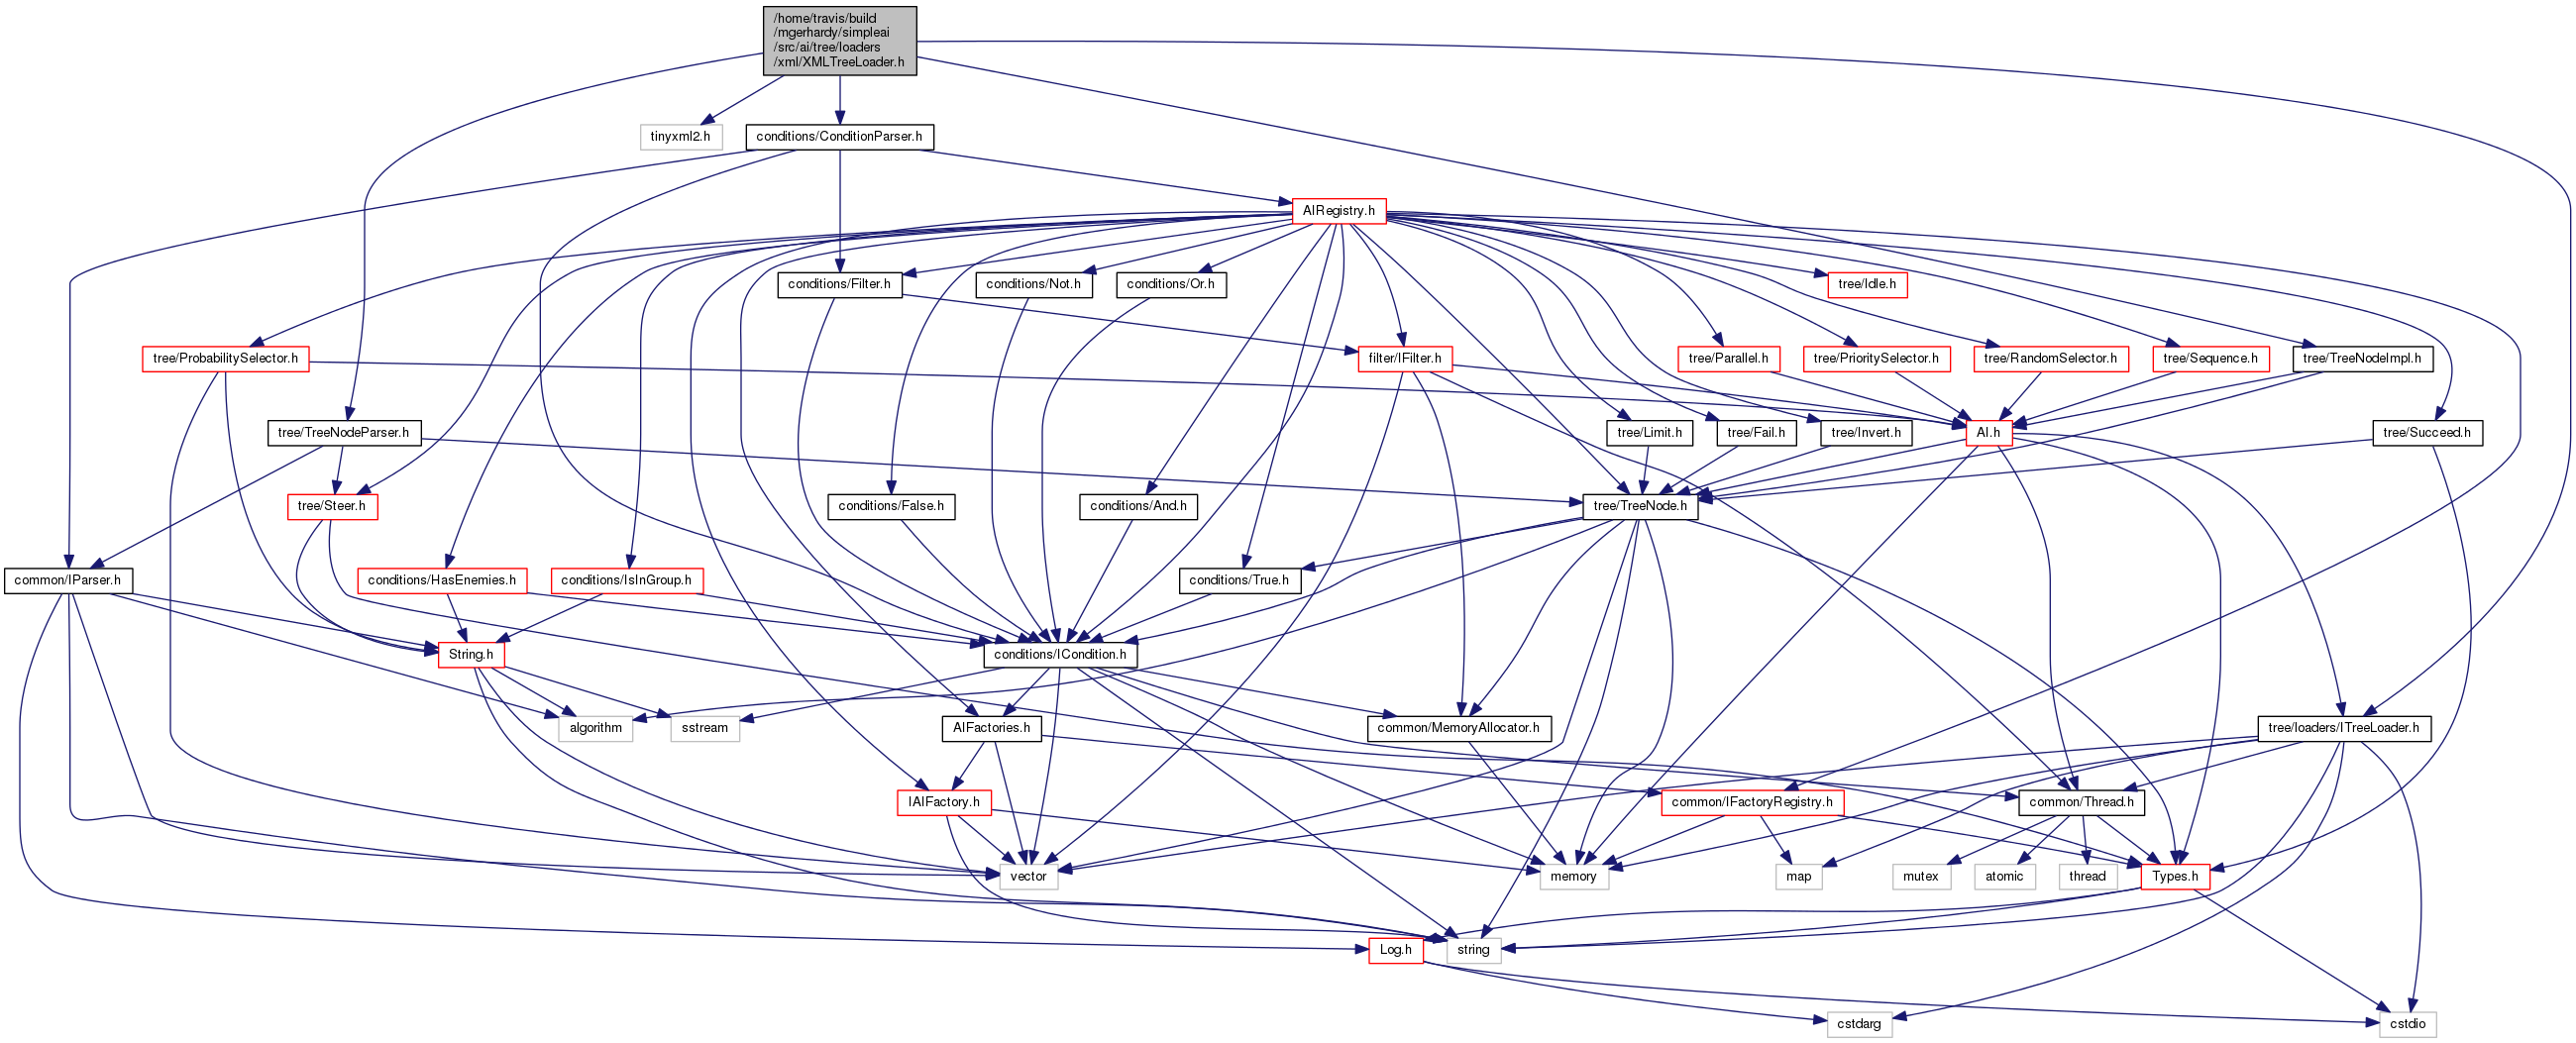 /home/travis/build
/mgerhardy/simpleai
/src/ai/tree/loaders
/xml/XMLTreeLoader.h
tinyxml2.h
conditions/ConditionParser.h
AIRegistry.h
conditions/Filter.h
conditions/Not.h
conditions/Or.h
tree/Idle.h
tree/ProbabilitySelector.h
filter/IFilter.h
tree/Parallel.h
tree/PrioritySelector.h
tree/RandomSelector.h
tree/Sequence.h
tree/TreeNodeImpl.h
tree/TreeNodeParser.h
tree/Limit.h
tree/Fail.h
tree/Invert.h
AI.h
tree/Succeed.h
tree/Steer.h
conditions/False.h
conditions/And.h
tree/TreeNode.h
common/IParser.h
conditions/HasEnemies.h
conditions/IsInGroup.h
conditions/True.h
String.h
conditions/ICondition.h
algorithm
sstream
AIFactories.h
common/MemoryAllocator.h
tree/loaders/ITreeLoader.h
IAIFactory.h
common/IFactoryRegistry.h
common/Thread.h
vector
memory
map
mutex
atomic
thread
Types.h
Log.h
string
cstdarg
cstdio